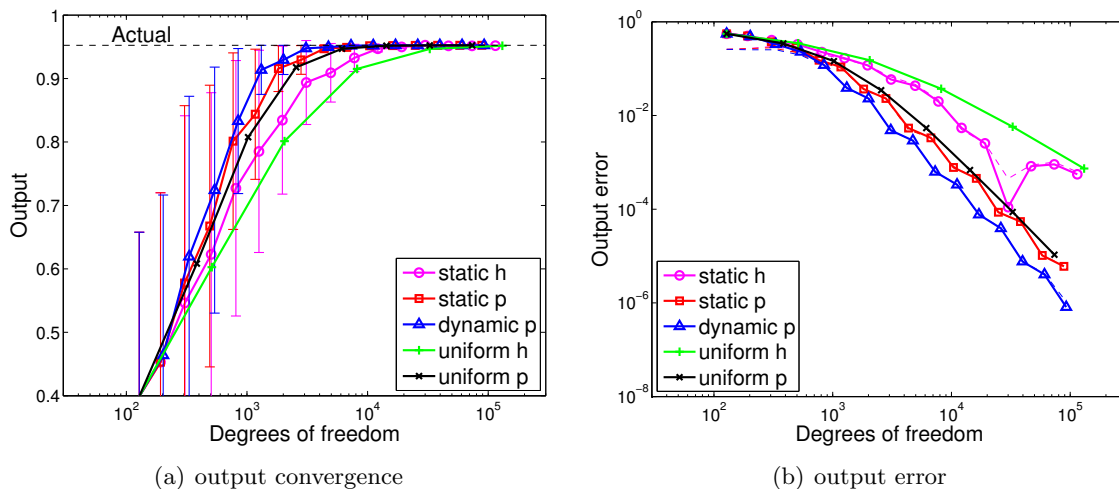 Actual
1
0.9
0.8
0.7
0.6
0.5
0.4
Output
10^2
10^3
10^4
10^5
Degrees of freedom
static h
static p
dynamic p
uniform h
uniform p
(a) output convergence
10^0
10^-2
10^-4
10^-6
10^-8
Output error
10^2
10^3
10^4
10^5
Degrees of freedom
static h
static p
dynamic p
uniform h
uniform p
(b) output error